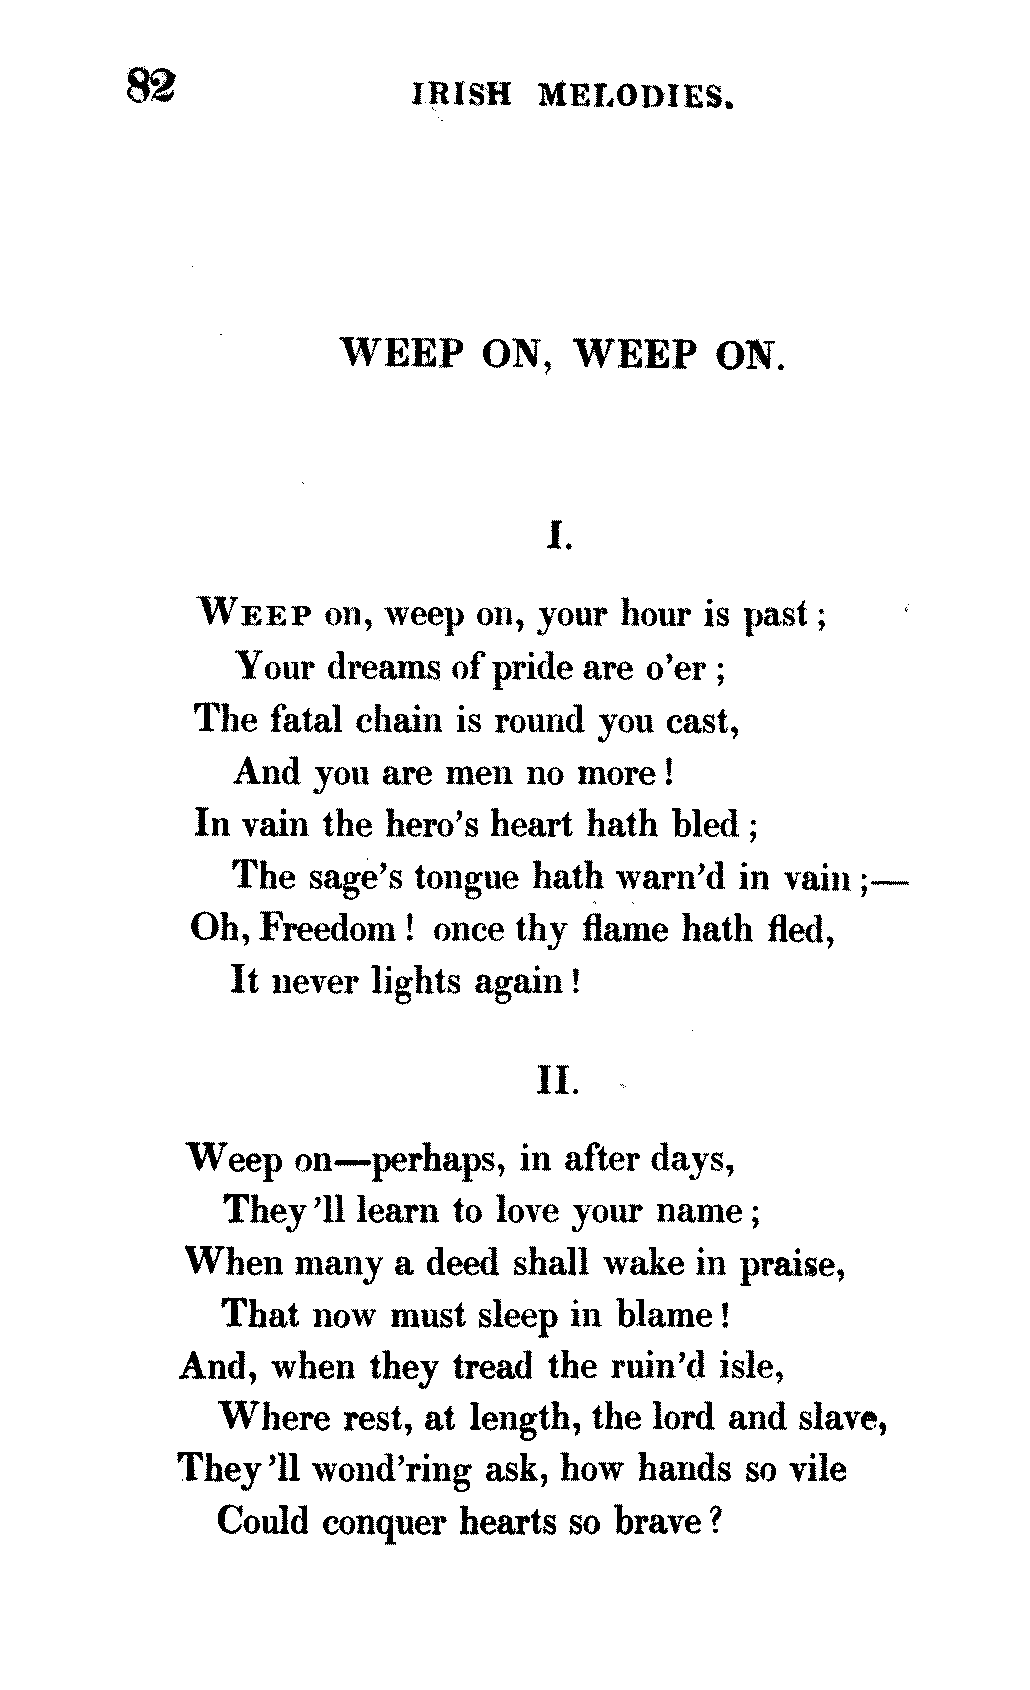 82
IRISH MELODIES.
WEEP ON, WEEP ON.
I.
WEEP on, weep on, your hour is past ;
Your dreams of pride are o'er ;
The fatal chain is round you cast,
And you are men no more !
In vain the hero's heart hath bled ;
The sage's tongue hath warn'd in vain ;—
Oh, Freedom ! once thy flame hath fled,
It never lights again !
II.
Weep on—perhaps, in after days,
They 'll learn to love your name ;
When many a deed shall wake in praise,
That now must sleep in blame !
And, when they tread the ruin'd isle,
Where rest, at length, the lord and slave,
They 'll wond'ring ask, how hands so vile
Could conquer hearts so brave ?